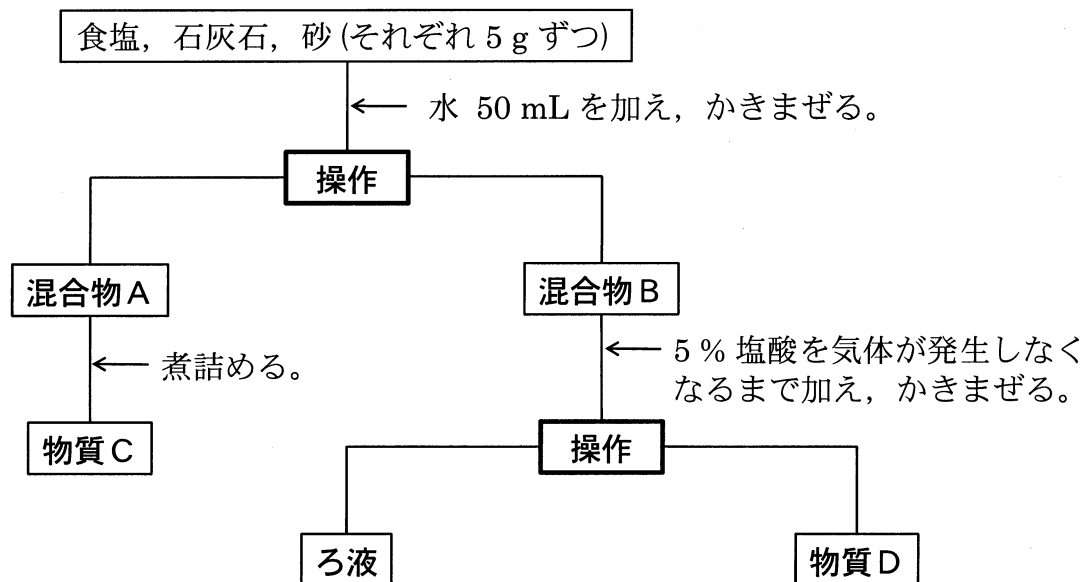 食塩，石灰石，砂(それぞれ 5 g ずつ)
水 50 mL を加え，かきまぜる。
操作
混合物A
混合物B
煮詰める。
5 % 塩酸を気体が発生しなく
なるまで加え，かきまぜる。
物質C
操作
ろ液
物質D